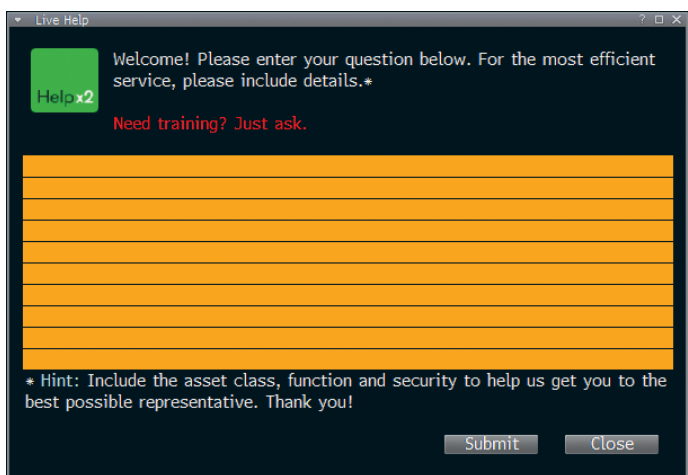 Live Help
Welcome! Please enter your question below. For the most efficient
service, please include details.*
Helpx2
Need training? Just ask.
* Hint: Include the asset class, function and security to help us get you to the
best possible representative. Thank you!
Submit Close